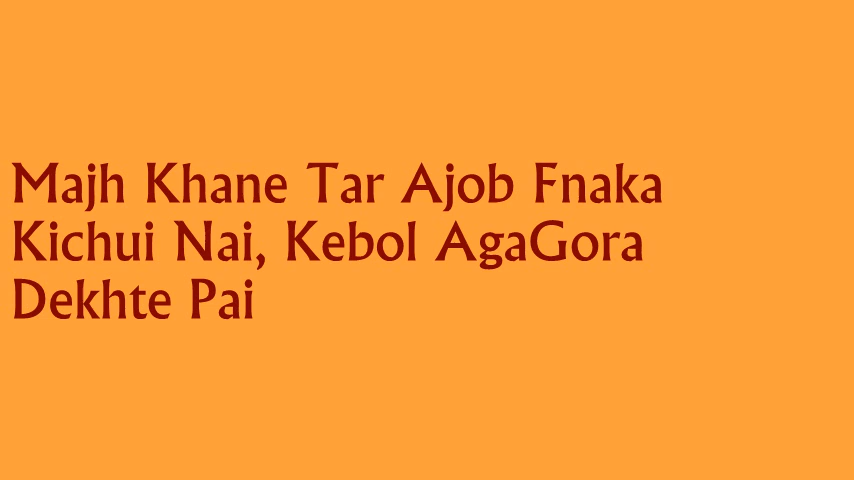 Majh Khane Tar Ajob Fnaka
Kichui Nai, Kebol AgaGora
Dekhte Pai